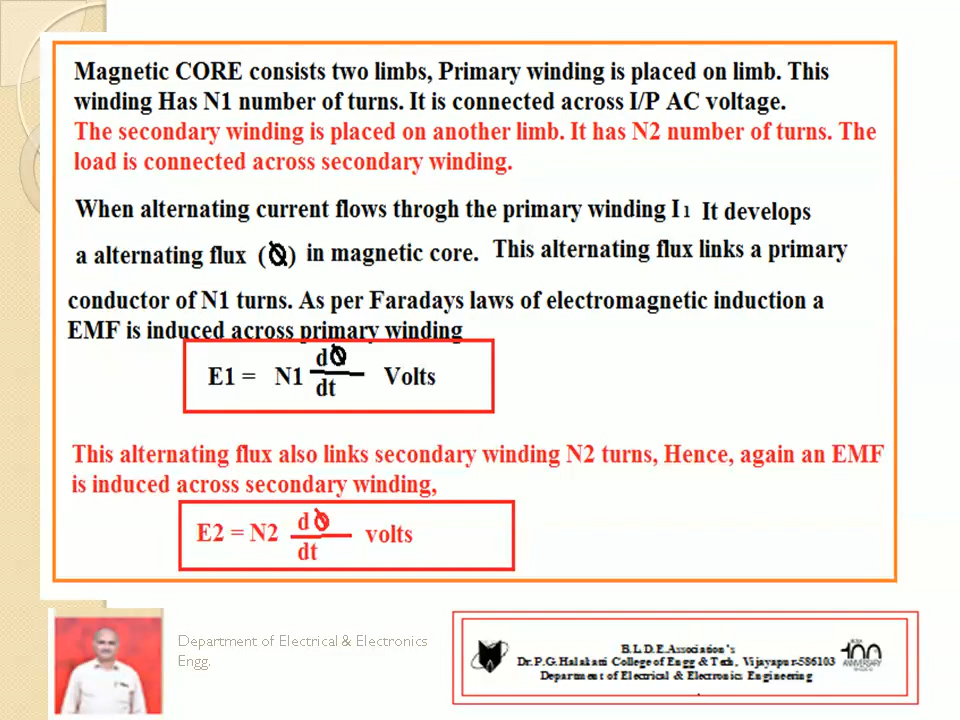 Magnetic CORE consists two limbs, Primary winding is placed on limb. This
winding Has N1 number of turns. It is connected across I/P AC voltage.
The secondary winding is placed on another limb. It has N2 number of turns. The
load is connected across secondary winding.
When alternating current flows throgh the primary winding I1 It develops
a alternating flux (Ø) in magnetic core. This alternating flux links a primary
conductor of N1 turns. As per Faradays laws of electromagnetic induction a
EMF is induced across primary winding
E1 = N1 dØ/dt Volts
This alternating flux also links secondary winding N2 turns, Hence, again an EMF
is induced across secondary winding,
E2 = N2 dØ/dt volts
Department of Electrical & Electronics
Engg.
B.L.D.E.Association's
Dr.P.G.Halakatti College of Engg & Tech, Vijayapur-586103
Department of Electrical & Electronics Engineering
100
ANNIVERSARY